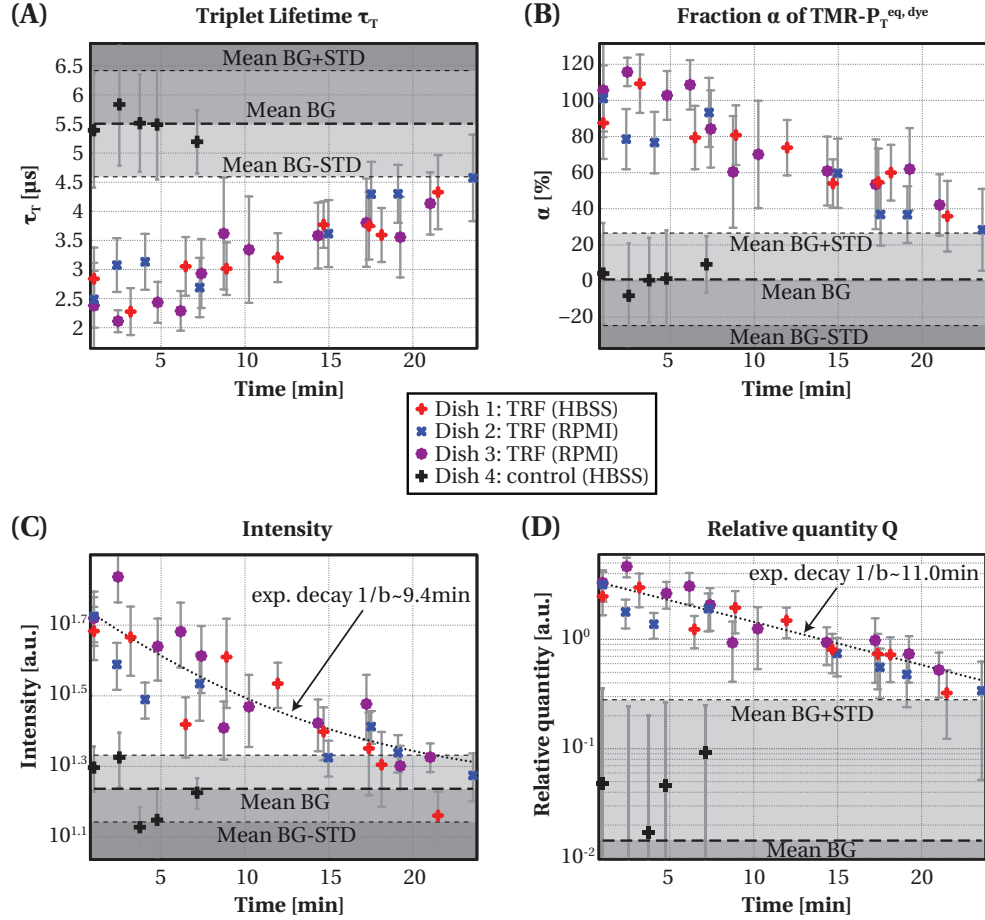 (A)
Triplet Lifetime τT
6.5
6
5.5
5
4.5
4
3.5
3
2.5
2
τT [µs]
Mean BG+STD
Mean BG
Mean BG-STD
5
10
15
20
Time [min]
(B)
Fraction α of TMR-PT^eq, dye
120
100
80
60
40
20
0
−20
α [%]
Mean BG+STD
Mean BG
Mean BG-STD
5
10
15
20
Time [min]
Dish 1: TRF (HBSS)
Dish 2: TRF (RPMI)
Dish 3: TRF (RPMI)
Dish 4: control (HBSS)
(C)
Intensity
exp. decay 1/b~9.4min
10^1.7
10^1.5
10^1.3
10^1.1
Intensity [a.u.]
Mean BG
Mean BG-STD
5
10
15
20
Time [min]
(D)
Relative quantity Q
exp. decay 1/b~11.0min
10^0
10^-1
10^-2
Relative quantity [a.u.]
Mean BG+STD
Mean BG
5
10
15
20
Time [min]